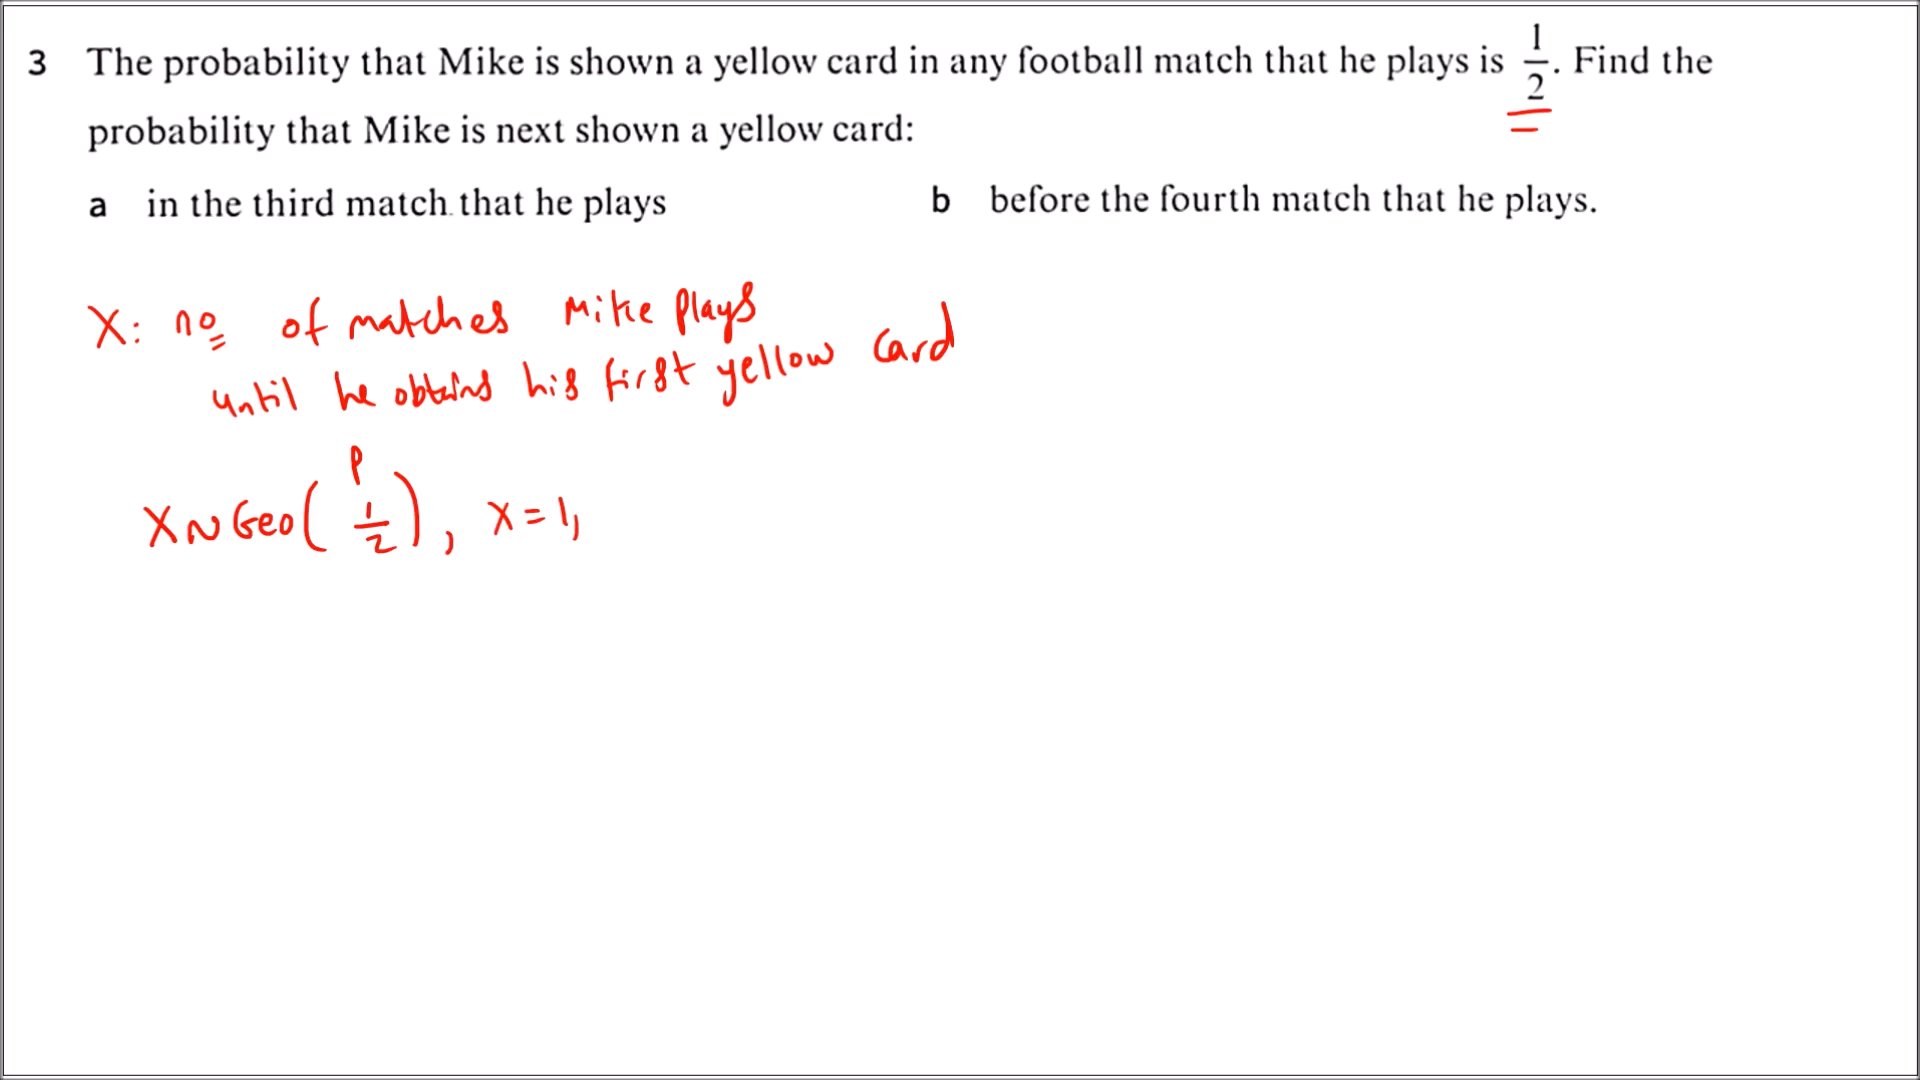 3 The probability that Mike is shown a yellow card in any football match that he plays is 1/2. Find the
probability that Mike is next shown a yellow card:
a in the third match that he plays b before the fourth match that he plays.
X: no of matches Mike plays
until he obtains his first yellow card
P
X ~ Geo(1/2), x = 1,